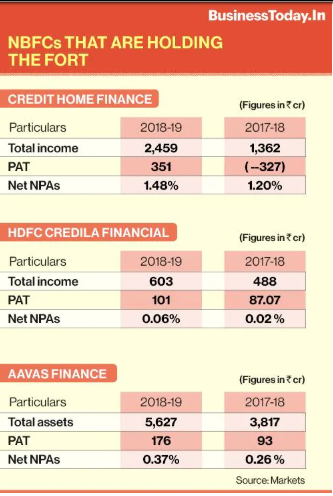 BusinessToday.In
NBFCs THAT ARE HOLDING
THE FORT
CREDIT HOME FINANCE
(Figures in ₹ cr)
Particulars 2018-19 2017-18
Total income 2,459 1,362
PAT 351 (--327)
Net NPAs 1.48% 1.20%
HDFC CREDILA FINANCIAL
(Figures in ₹ cr)
Particulars 2018-19 2017-18
Total income 603 488
PAT 101 87.07
Net NPAs 0.06% 0.02 %
AAVAS FINANCE
(Figures in ₹ cr)
Particulars 2018-19 2017-18
Total assets 5,627 3,817
PAT 176 93
Net NPAs 0.37% 0.26 %
Source: Markets